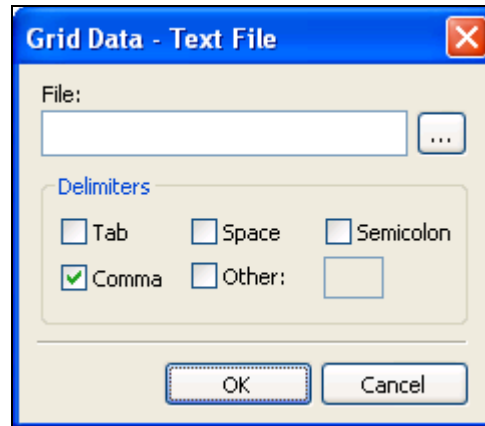 Grid Data - Text File
File:
...
Delimiters
Tab Space Semicolon
Comma Other:
OK Cancel